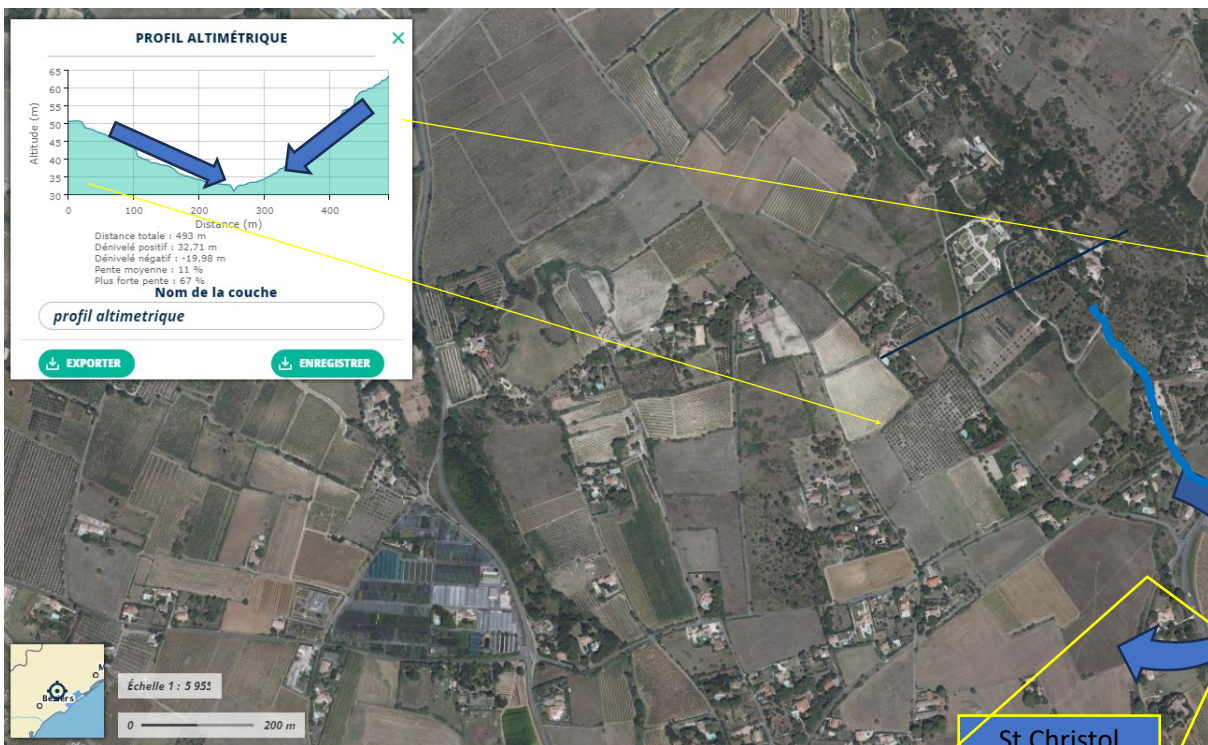 PROFIL ALTIMÉTRIQUE
Altitude (m)
65
60
55
50
45
40
35
30
0 100 200 300 400
Distance (m)
Distance totale : 493 m
Dénivelé positif : 32,71 m
Dénivelé négatif : -19,98 m
Pente moyenne : 11 %
Plus forte pente : 67 %
Nom de la couche
profil altimetrique
EXPORTER ENREGISTRER
Béziers
Échelle 1 : 5 955
0 200 m
St Christol